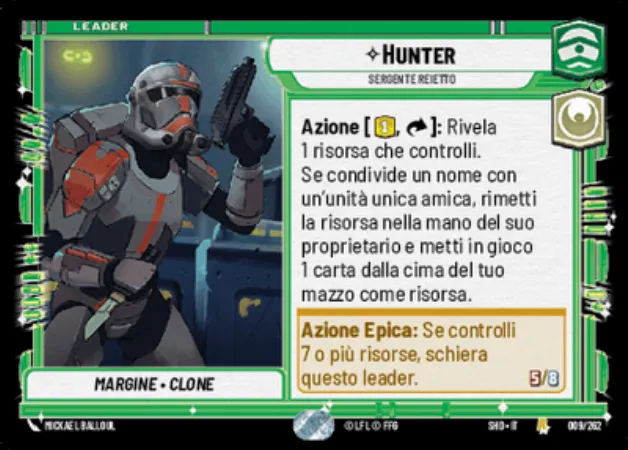 LEADER
HUNTER
SERGENTE REIETTO
Azione [1, ]: Rivela
1 risorsa che controlli.
Se condivide un nome con
un'unità unica amica, rimetti
la risorsa nella mano del suo
proprietario e metti in gioco
1 carta dalla cima del tuo
mazzo come risorsa.
Azione Epica: Se controlli
7 o più risorse, schiera
questo leader.
5/8
MARGINE • CLONE
MICKAEL BALLOUL
© LFL © FFG
SHD • IT
009/262